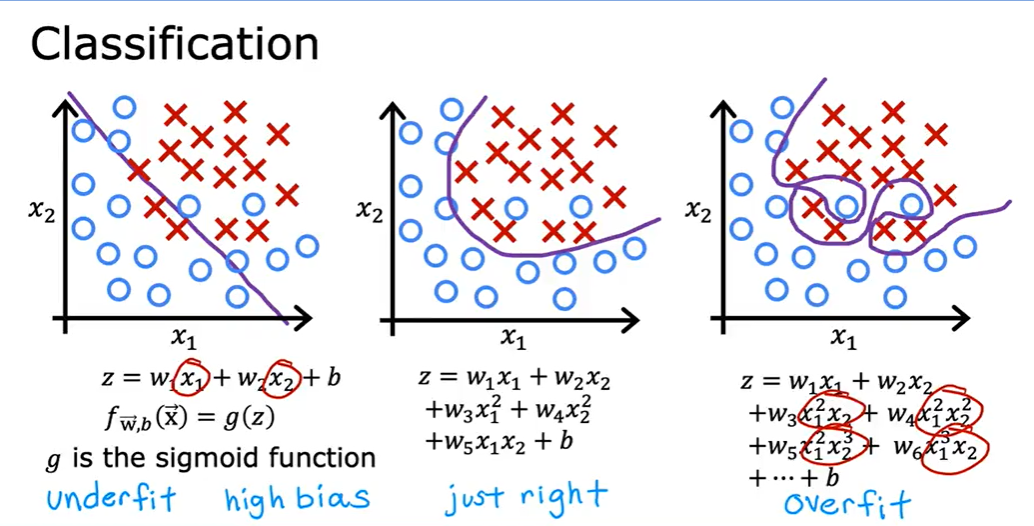 Classification
x₂
x₁
z = w₁x₁ + w₂x₂ + b
f_w⃗,b(x⃗) = g(z)
g is the sigmoid function
underfit high bias
x₂
x₁
z = w₁x₁ + w₂x₂
+w₃x₁² + w₄x₂²
+w₅x₁x₂ + b
just right
x₂
x₁
z = w₁x₁ + w₂x₂
+w₃x₁²x₂ + w₄x₁²x₂²
+w₅x₁²x₂³ + w₆x₁³x₂
+ ⋯ + b
overfit